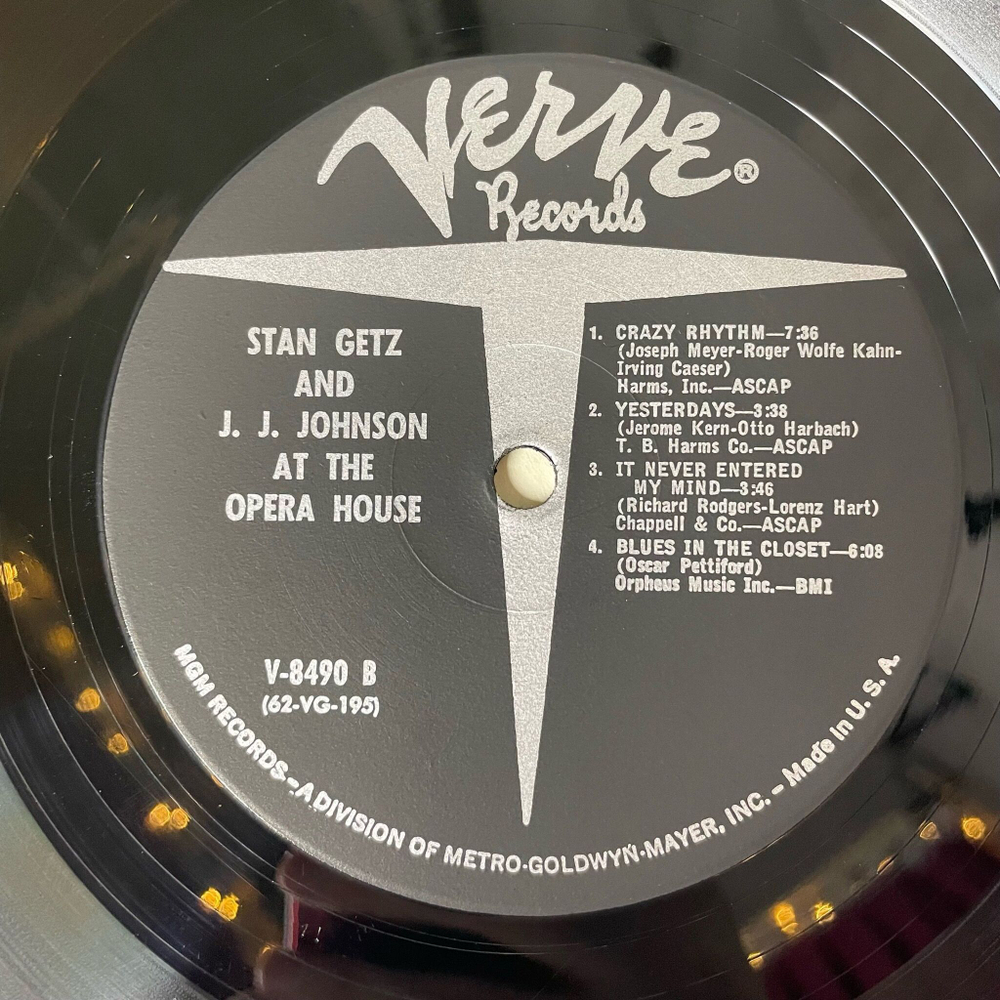 Verve®
Records
STAN GETZ
AND
J. J. JOHNSON
AT THE
OPERA HOUSE
1. CRAZY RHYTHM—7:36
(Joseph Meyer-Roger Wolfe Kahn-
Irving Caeser)
Harms, Inc.—ASCAP
2. YESTERDAYS—3:38
(Jerome Kern-Otto Harbach)
T. B. Harms Co.—ASCAP
3. IT NEVER ENTERED
MY MIND—3:46
(Richard Rodgers-Lorenz Hart)
Chappell & Co.—ASCAP
4. BLUES IN THE CLOSET—6:08
(Oscar Pettiford)
Orpheus Music Inc.—BMI
V-8490 B
(62-VG-195)
MGM RECORDS–A DIVISION OF METRO-GOLDWYN-MAYER, INC. – Made in U. S. A.